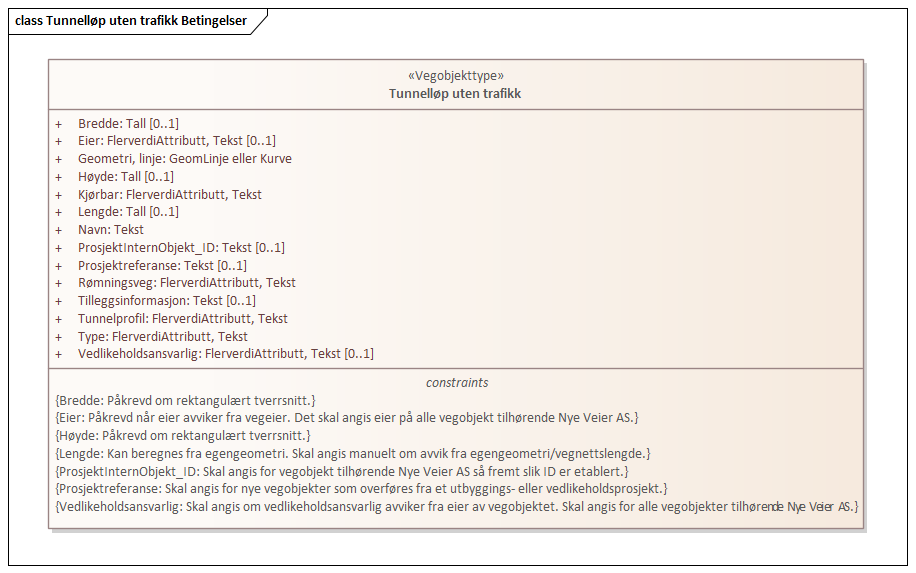 class Tunnelløp uten trafikk Betingelser
«Vegobjekttype»
Tunnelløp uten trafikk
+ Bredde: Tall [0..1]
+ Eier: FlerverdiAttributt, Tekst [0..1]
+ Geometri, linje: GeomLinje eller Kurve
+ Høyde: Tall [0..1]
+ Kjørbar: FlerverdiAttributt, Tekst
+ Lengde: Tall [0..1]
+ Navn: Tekst
+ ProsjektInternObjekt_ID: Tekst [0..1]
+ Prosjektreferanse: Tekst [0..1]
+ Rømningsveg: FlerverdiAttributt, Tekst
+ Tilleggsinformasjon: Tekst [0..1]
+ Tunnelprofil: FlerverdiAttributt, Tekst
+ Type: FlerverdiAttributt, Tekst
+ Vedlikeholdsansvarlig: FlerverdiAttributt, Tekst [0..1]
constraints
{Bredde: Påkrevd om rektangulært tverrsnitt.}
{Eier: Påkrevd når eier avviker fra vegeier. Det skal angis eier på alle vegobjekt tilhørende Nye Veier AS.}
{Høyde: Påkrevd om rektangulært tverrsnitt.}
{Lengde: Kan beregnes fra egengeometri. Skal angis manuelt om avvik fra egengeometri/vegnettslengde.}
{ProsjektInternObjekt_ID: Skal angis for vegobjekt tilhørende Nye Veier AS så fremt slik ID er etablert.}
{Prosjektreferanse: Skal angis for nye vegobjekter som overføres fra et utbyggings- eller vedlikeholdsprosjekt.}
{Vedlikeholdsansvarlig: Skal angis om vedlikeholdsansvarlig avviker fra eier av vegobjektet. Skal angis for alle vegobjekter tilhørende Nye Veier AS.}